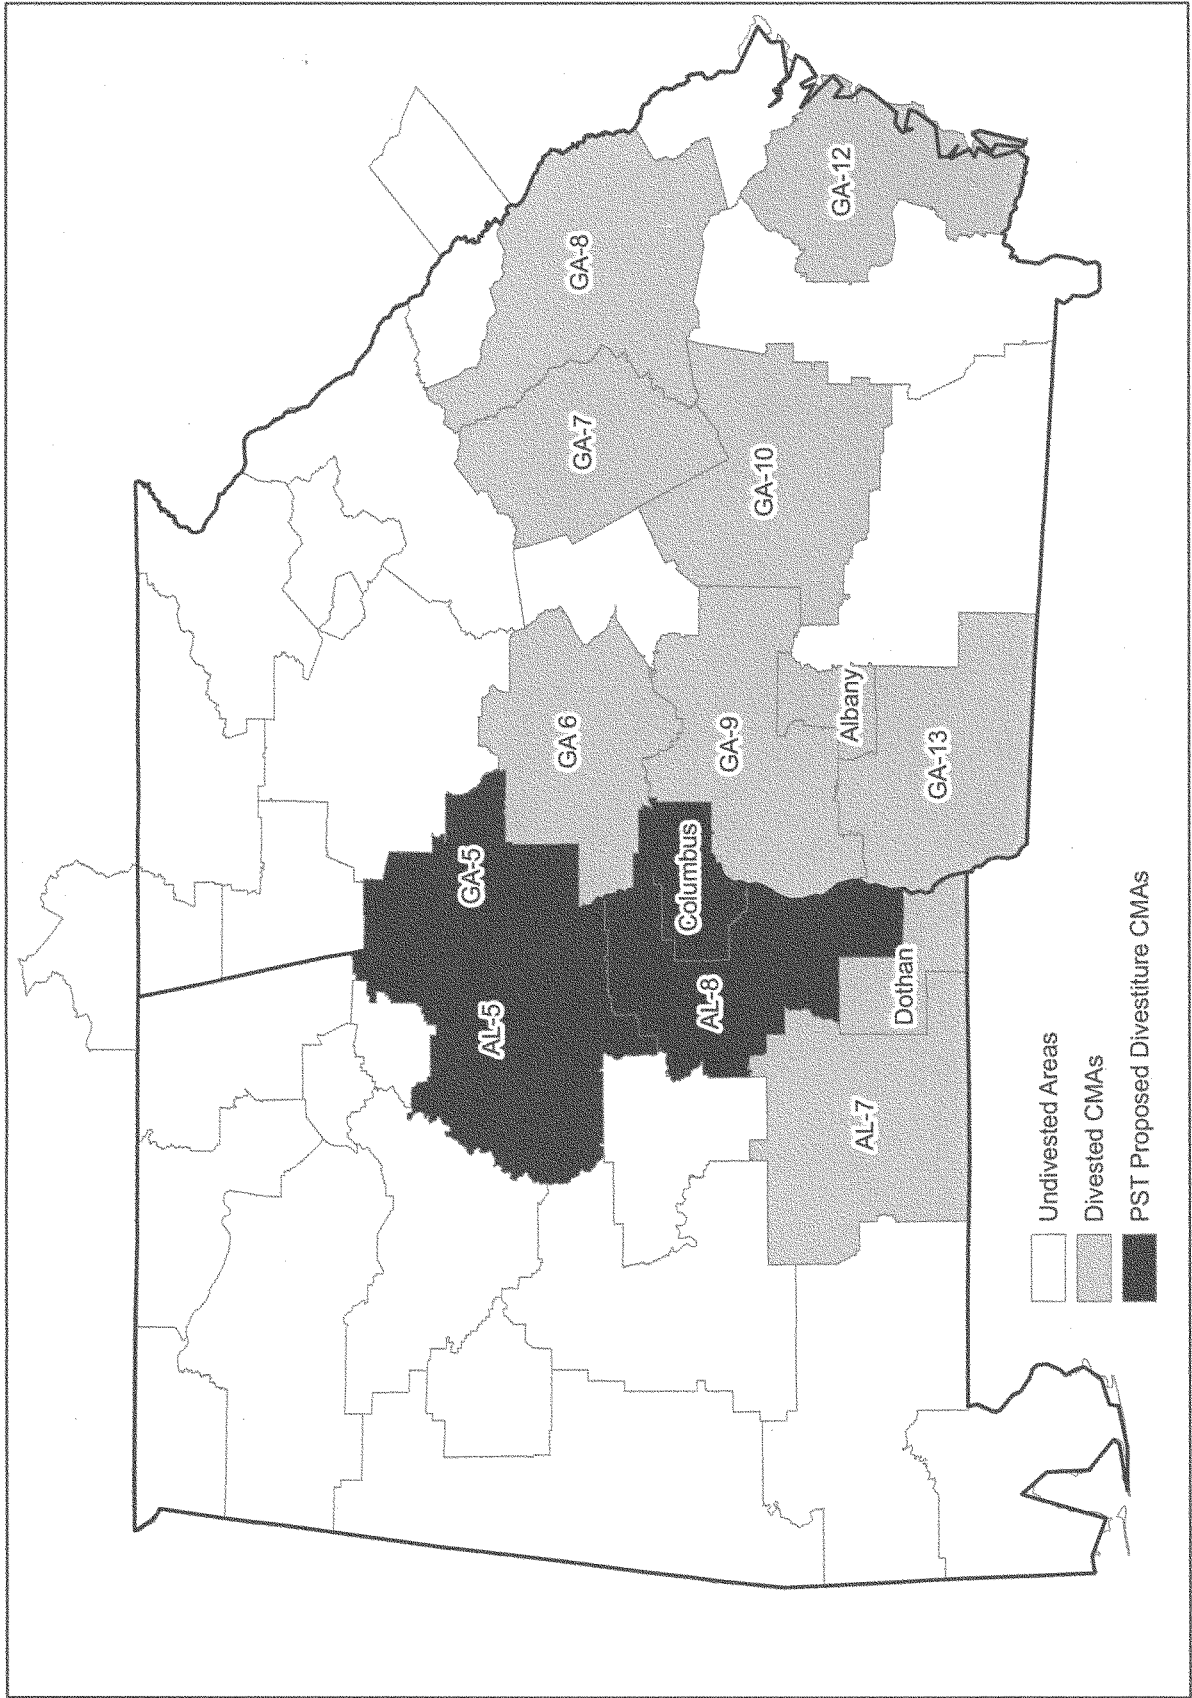 GA-5
AL-5
GA 6
GA-7
GA-8
Columbus
AL-8
GA-9
GA-10
GA-12
Albany
AL-7
Dothan
GA-13
Undivested Areas
Divested CMAs
PST Proposed Divestiture CMAs